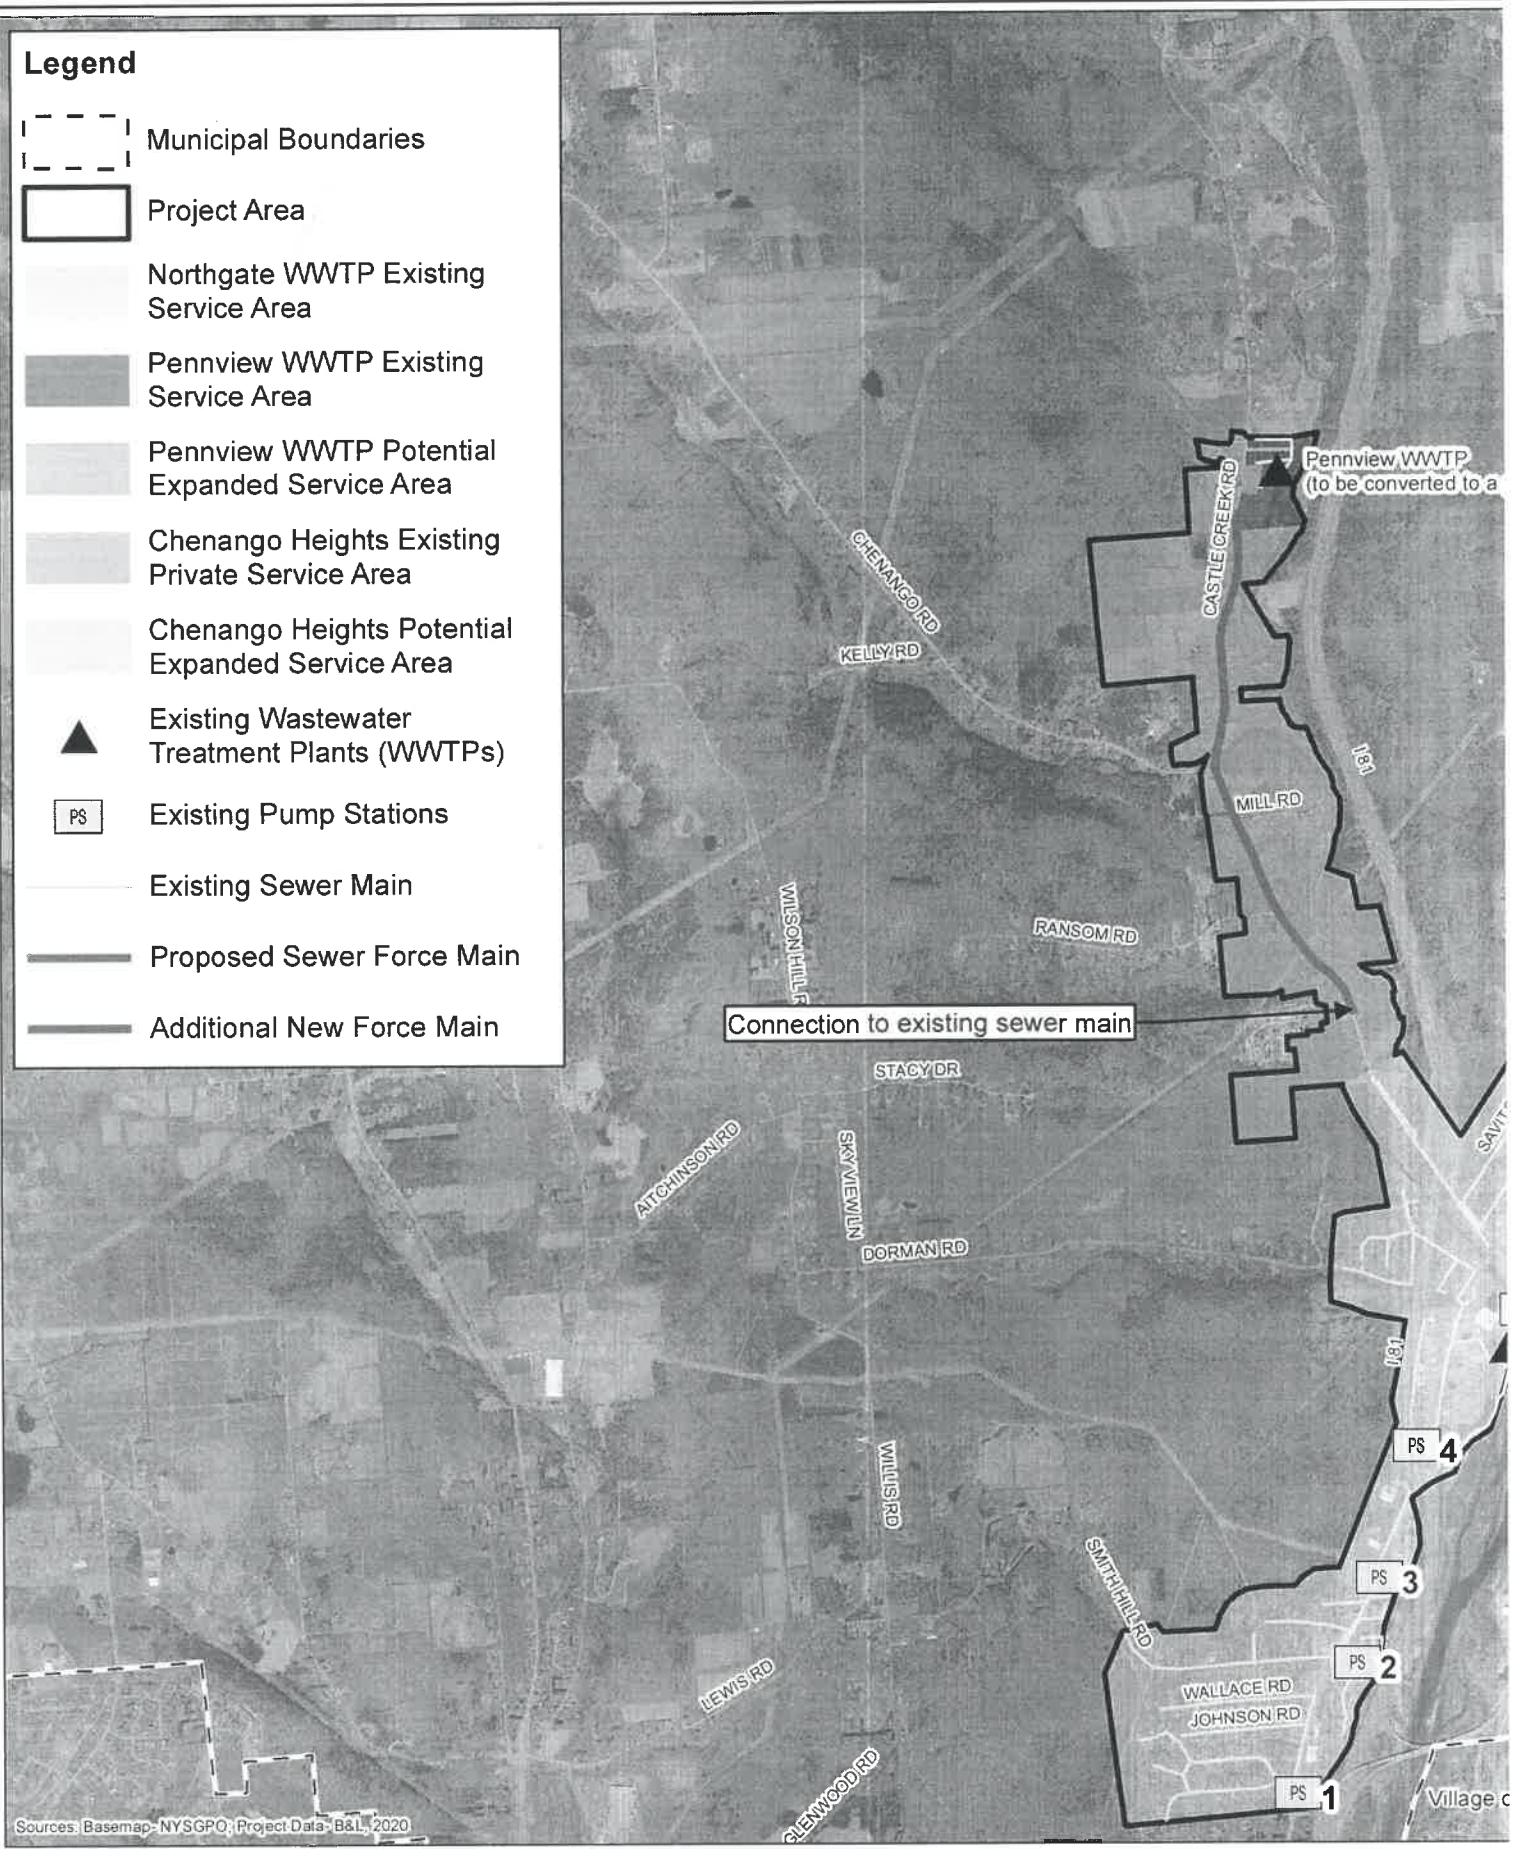 Legend
Municipal Boundaries
Project Area
Northgate WWTP Existing
Service Area
Pennview WWTP Existing
Service Area
Pennview WWTP Potential
Expanded Service Area
Chenango Heights Existing
Private Service Area
Chenango Heights Potential
Expanded Service Area
Existing Wastewater
Treatment Plants (WWTPs)
PS
Existing Pump Stations
Existing Sewer Main
Proposed Sewer Force Main
Additional New Force Main
Pennview WWTP
(to be converted to a
CASTLE CREEK RD
CHENANGO RD
KELLY RD
I 81
MILL RD
WILSON HILL R
RANSOM RD
Connection to existing sewer main
STACY DR
SAVIT
AITCHINSON RD
SKY VIEW LN
DORMAN RD
I 81
PS 4
WILLIS RD
SMITH HILL RD
PS 3
PS 2
LEWIS RD
WALLACE RD
JOHNSON RD
GLENWOOD RD
PS 1
Village
Sources: Basemap- NYSGPO; Project Data- B&L, 2020